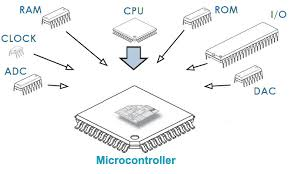 RAM
CPU
ROM
I/O
CLOCK
ADC
DAC
Microcontroller